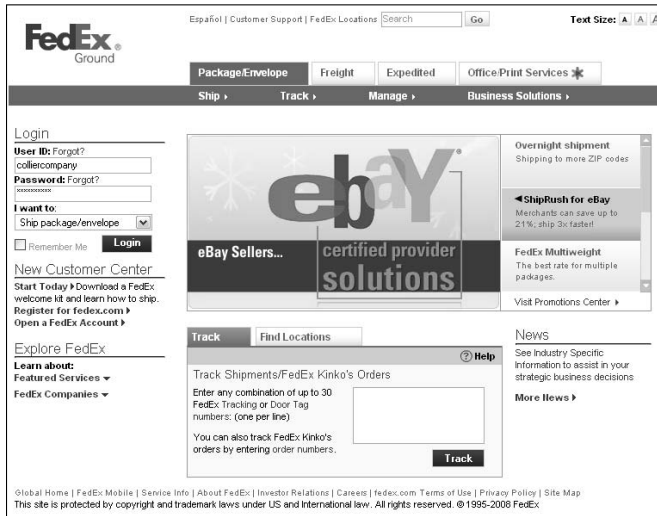 Español | Customer Support | FedEx Locations Search Go Text Size: A A A
FedEx®
Ground
Package/Envelope Freight Expedited Office/Print Services
Ship Track Manage Business Solutions
Login
User ID: Forgot?
colliercompany
Password: Forgot?
I want to:
Ship package/envelope
Remember Me Login
New Customer Center
Start Today Download a FedEx
welcome kit and learn how to ship.
Register for fedex.com
Open a FedEx Account
Explore FedEx
Learn about:
Featured Services
FedEx Companies
ebaY®
eBay Sellers... certified provider
solutions
Overnight shipment
Shipping to more ZIP codes
ShipRush for eBay
Merchants can save up to
21%; ship 3x faster!
FedEx Multiweight
The best rate for multiple
packages.
Visit Promotions Center
Track Find Locations
? Help
Track Shipments/FedEx Kinko's Orders
Enter any combination of up to 30
FedEx Tracking or Door Tag
numbers: (one per line)
You can also track FedEx Kinko's
orders by entering order numbers.
Track
News
See Industry Specific
Information to assist in your
strategic business decisions
More News
Global Home | FedEx Mobile | Service Info | About FedEx | Investor Relations | Careers | fedex.com Terms of Use | Privacy Policy | Site Map
This site is protected by copyright and trademark laws under US and International law. All rights reserved. © 1995-2008 FedEx